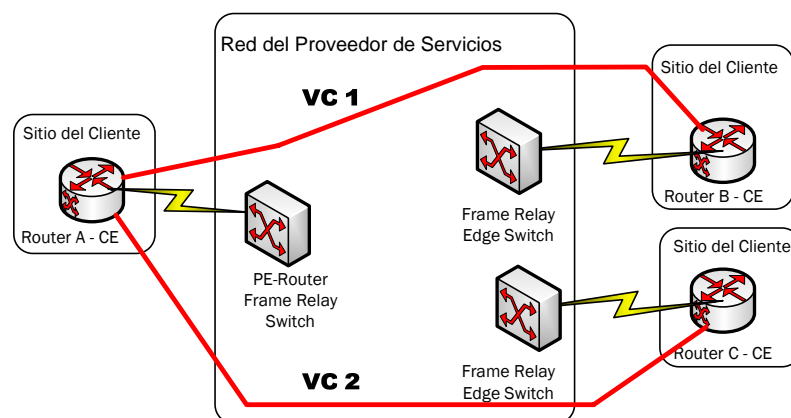 Red del Proveedor de Servicios
VC 1
Sitio del Cliente
Router A - CE
PE-Router
Frame Relay
Switch
Frame Relay
Edge Switch
Sitio del Cliente
Router B - CE
Sitio del Cliente
Router C - CE
Frame Relay
Edge Switch
VC 2